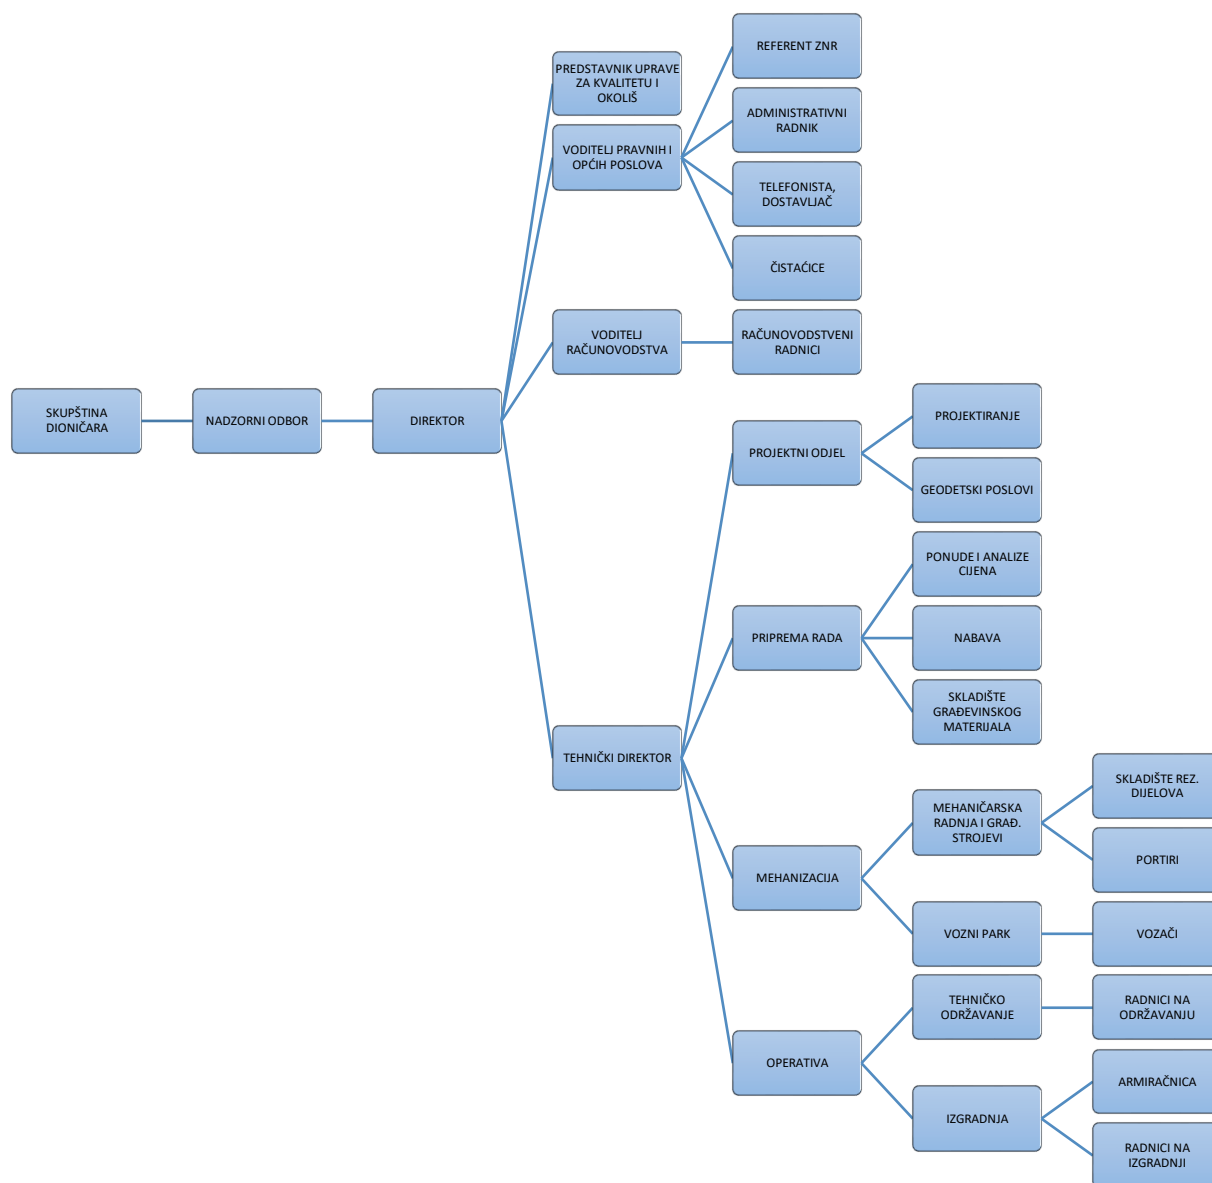 SKUPŠTINA
DIONIČARA
NADZORNI ODBOR
DIREKTOR
PREDSTAVNIK UPRAVE
ZA KVALITETU I
OKOLIŠ
VODITELJ PRAVNIH I
OPĆIH POSLOVA
REFERENT ZNR
ADMINISTRATIVNI
RADNIK
TELEFONISTA,
DOSTAVLJAČ
ČISTAĆICE
VODITELJ
RAČUNOVODSTVA
RAČUNOVODSTVENI
RADNICI
TEHNIČKI DIREKTOR
PROJEKTNI ODJEL
PROJEKTIRANJE
GEODETSKI POSLOVI
PRIPREMA RADA
PONUDE I ANALIZE
CIJENA
NABAVA
SKLADIŠTE
GRAĐEVINSKOG
MATERIJALA
MEHANIZACIJA
MEHANIČARSKA
RADNJA I GRAĐ.
STROJEVI
SKLADIŠTE REZ.
DIJELOVA
PORTIRI
VOZNI PARK
VOZAČI
OPERATIVA
TEHNIČKO
ODRŽAVANJE
RADNICI NA
ODRŽAVANJU
IZGRADNJA
ARMIRAČNICA
RADNICI NA
IZGRADNJI